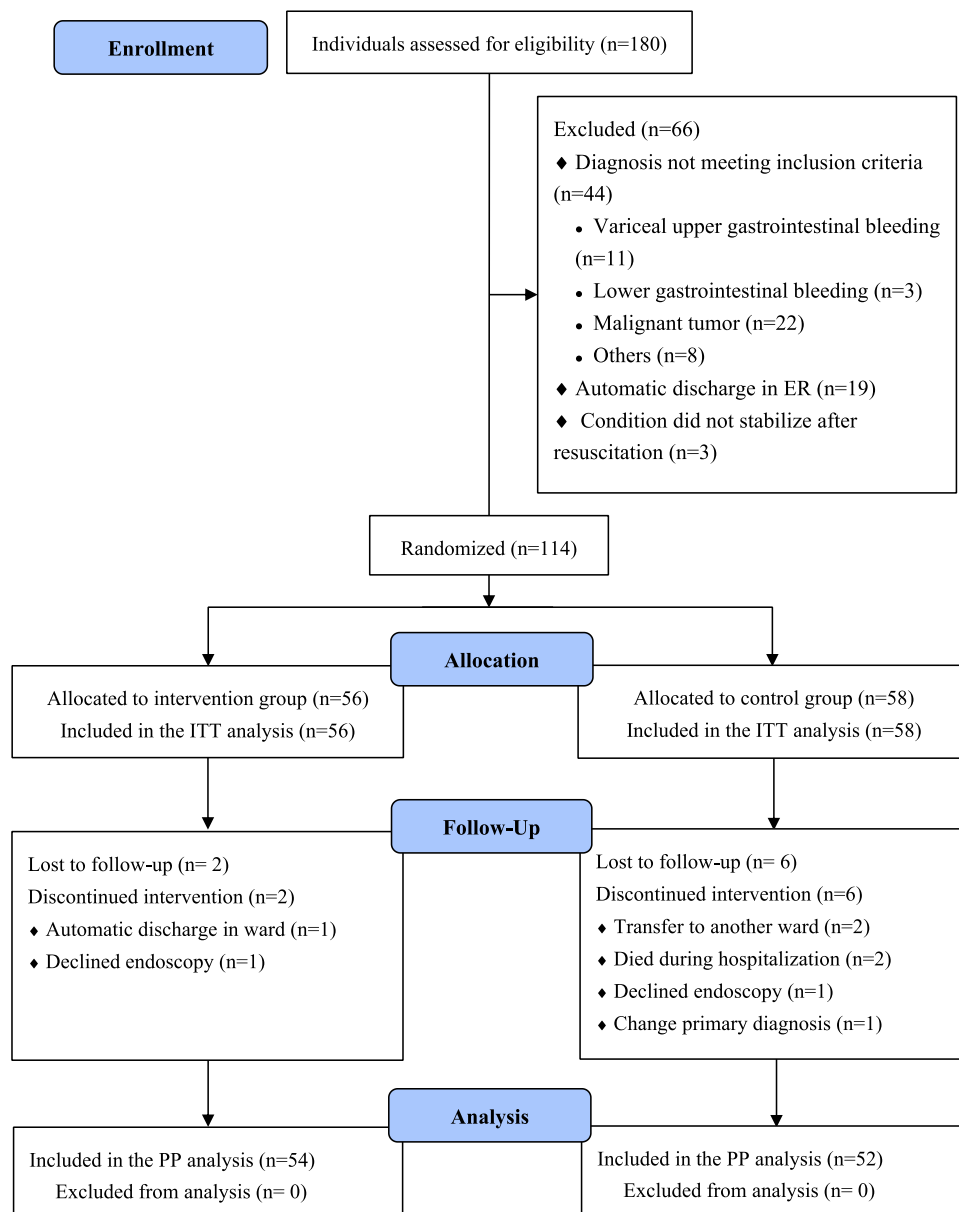 Enrollment
Individuals assessed for eligibility (n=180)
Excluded (n=66)
♦ Diagnosis not meeting inclusion criteria
(n=44)
• Variceal upper gastrointestinal bleeding
(n=11)
• Lower gastrointestinal bleeding (n=3)
• Malignant tumor (n=22)
• Others (n=8)
♦ Automatic discharge in ER (n=19)
♦ Condition did not stabilize after
resuscitation (n=3)
Randomized (n=114)
Allocation
Allocated to intervention group (n=56)
Included in the ITT analysis (n=56)
Allocated to control group (n=58)
Included in the ITT analysis (n=58)
Follow-Up
Lost to follow-up (n= 2)
Discontinued intervention (n=2)
♦ Automatic discharge in ward (n=1)
♦ Declined endoscopy (n=1)
Lost to follow-up (n= 6)
Discontinued intervention (n=6)
♦ Transfer to another ward (n=2)
♦ Died during hospitalization (n=2)
♦ Declined endoscopy (n=1)
♦ Change primary diagnosis (n=1)
Analysis
Included in the PP analysis (n=54)
Excluded from analysis (n= 0)
Included in the PP analysis (n=52)
Excluded from analysis (n= 0)